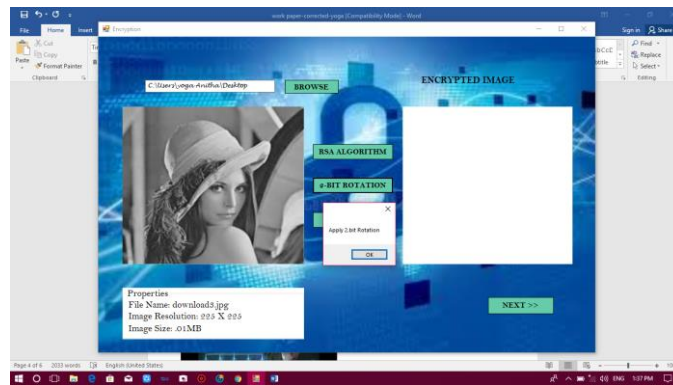 work paper-corrected-yoga [Compatibility Mode] - Word
File Home Insert
Sign in Share
Encryption
Cut
Copy
Paste
Format Painter
Clipboard
Find
Replace
Select
Editing
C:\Users\yoga-Anitha\Desktop
BROWSE
ENCRYPTED IMAGE
RSA ALGORITHM
2-BIT ROTATION
Apply 2 bit Rotation
OK
Properties
File Name: download3.jpg
Image Resolution: 225 X 225
Image Size: .01MB
NEXT >>
Page 4 of 6 2033 words English (United States)
ENG 1:37 PM